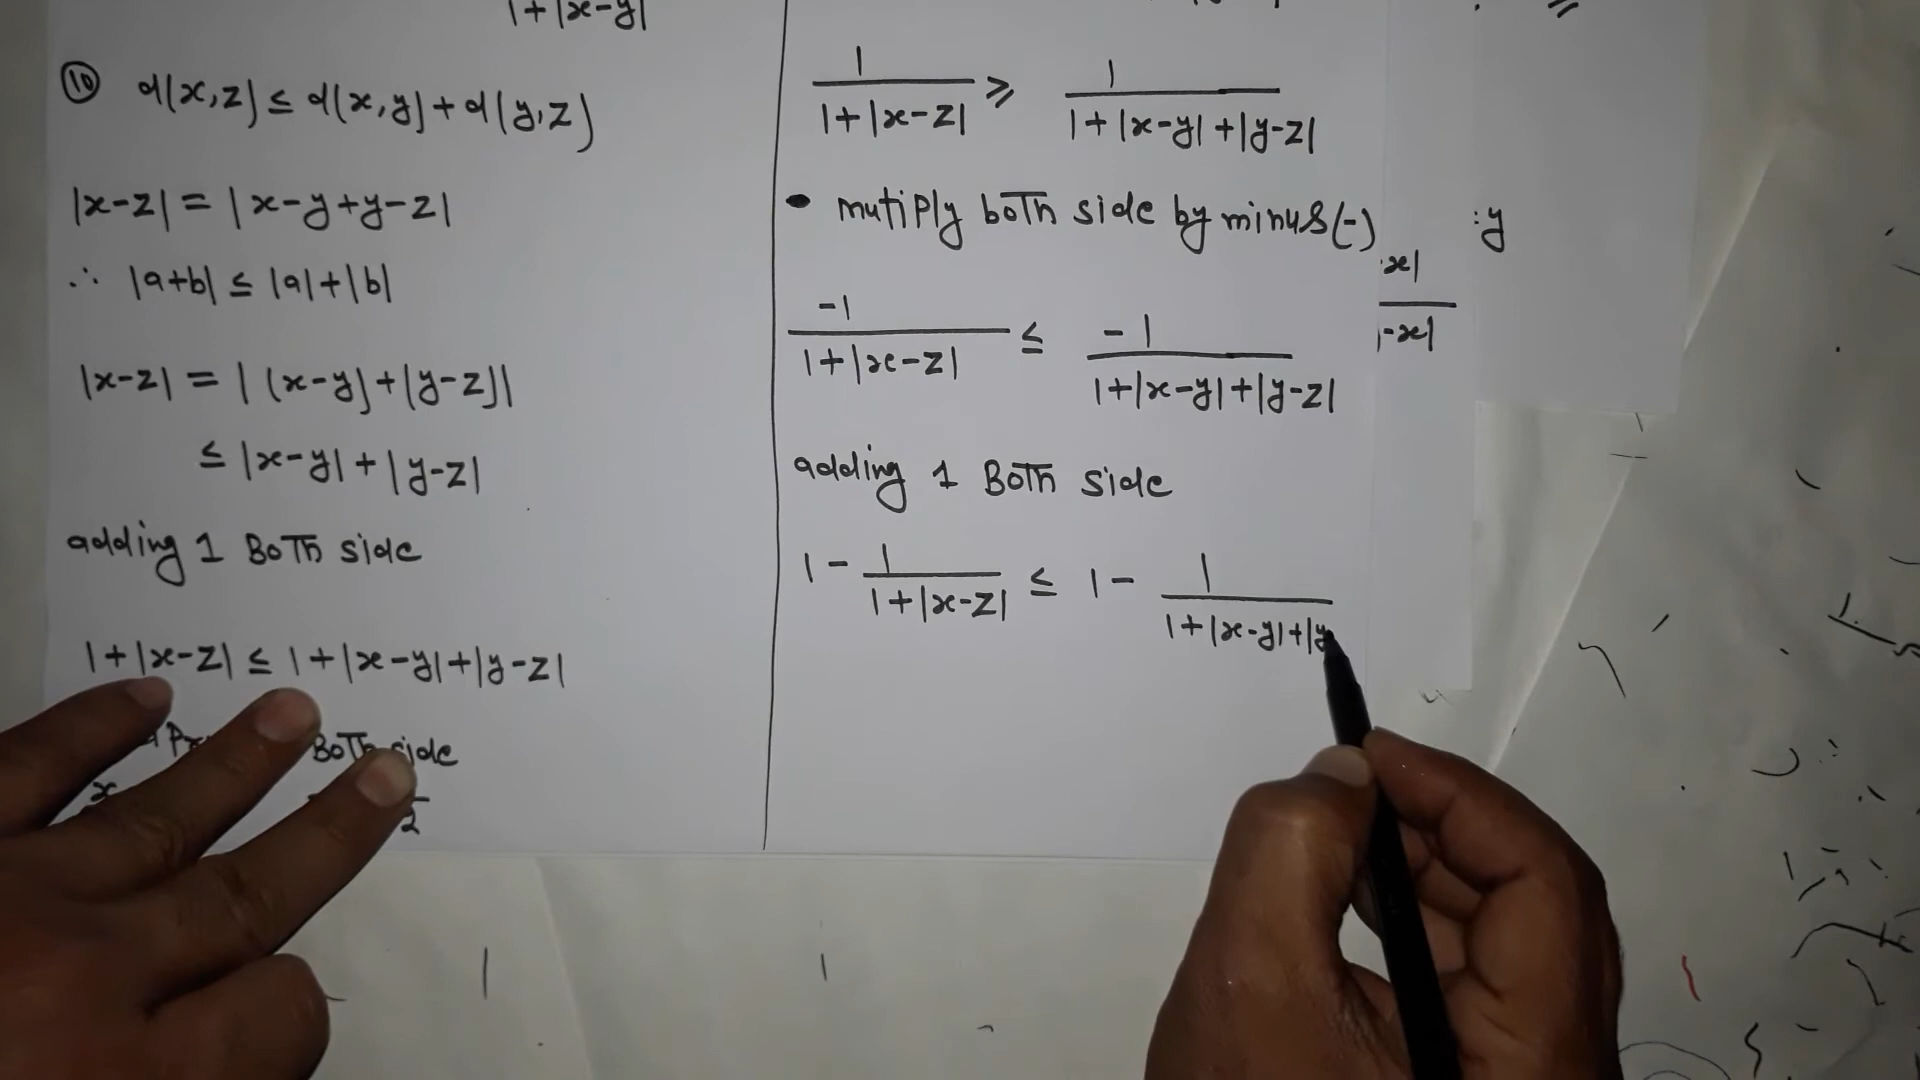 1+|x-y|
(10) d(x,z) ≤ d(x,y)+d(y,z)
|x-z| = |x-y+y-z|
∴ |a+b| ≤ |a|+|b|
|x-z| = |(x-y)+(y-z)|
≤ |x-y|+|y-z|
adding 1 BoTh side
1+|x-z| ≤ 1+|x-y|+|y-z|
BoTh side
x
2
1/(1+|x-z|) ≥ 1/(1+|x-y|+|y-z|)
• mutiply both side by minus(-)
-1/(1+|x-z|) ≤ -1/(1+|x-y|+|y-z|)
adding 1 BoTh side
1 - 1/(1+|x-z|) ≤ 1 - 1/(1+|x-y|+|y
:y
x|
-x|